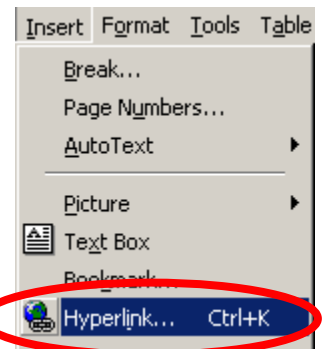 Insert Format Tools Table
Break...
Page Numbers...
AutoText
Picture
Text Box
Bookmark...
Hyperlink... Ctrl+K